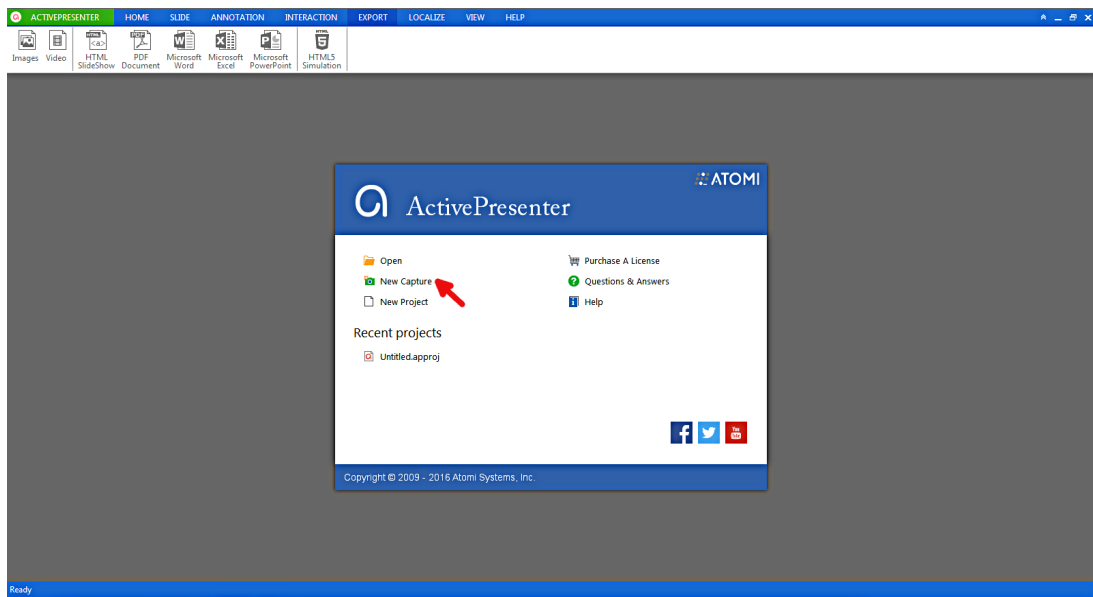 ACTIVEPRESENTER HOME SLIDE ANNOTATION INTERACTION EXPORT LOCALIZE VIEW HELP
Images Video HTML SlideShow PDF Document Microsoft Word Microsoft Excel Microsoft PowerPoint HTML5 Simulation
ATOMI
ActivePresenter
Open
Purchase A License
New Capture
Questions & Answers
New Project
Help
Recent projects
Untitled.approj
You Tube
Copyright © 2009 - 2016 Atomi Systems, Inc.
Ready